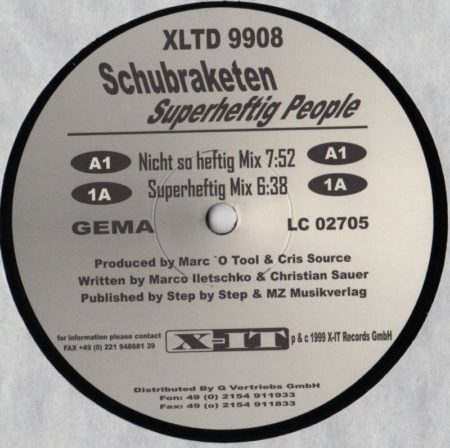 XLTD 9908
Schubraketen
Superheftig People
A1 Nicht so heftig Mix 7:52 A1
1A Superheftig Mix 6:38 1A
GEMA LC 02705
Produced by Marc `O Tool & Cris Source
Written by Marco Iletschko & Christian Sauer
Published by Step by Step & MZ Musikverlag
for information please contact
FAX +49 (0) 221 948681 39
X-IT p & c 1999 X-IT Records GmbH
Distributed By Q Vertriebs GmbH
Fon: 49 (0) 2154 911933
Fax: 49 (o) 2154 911833